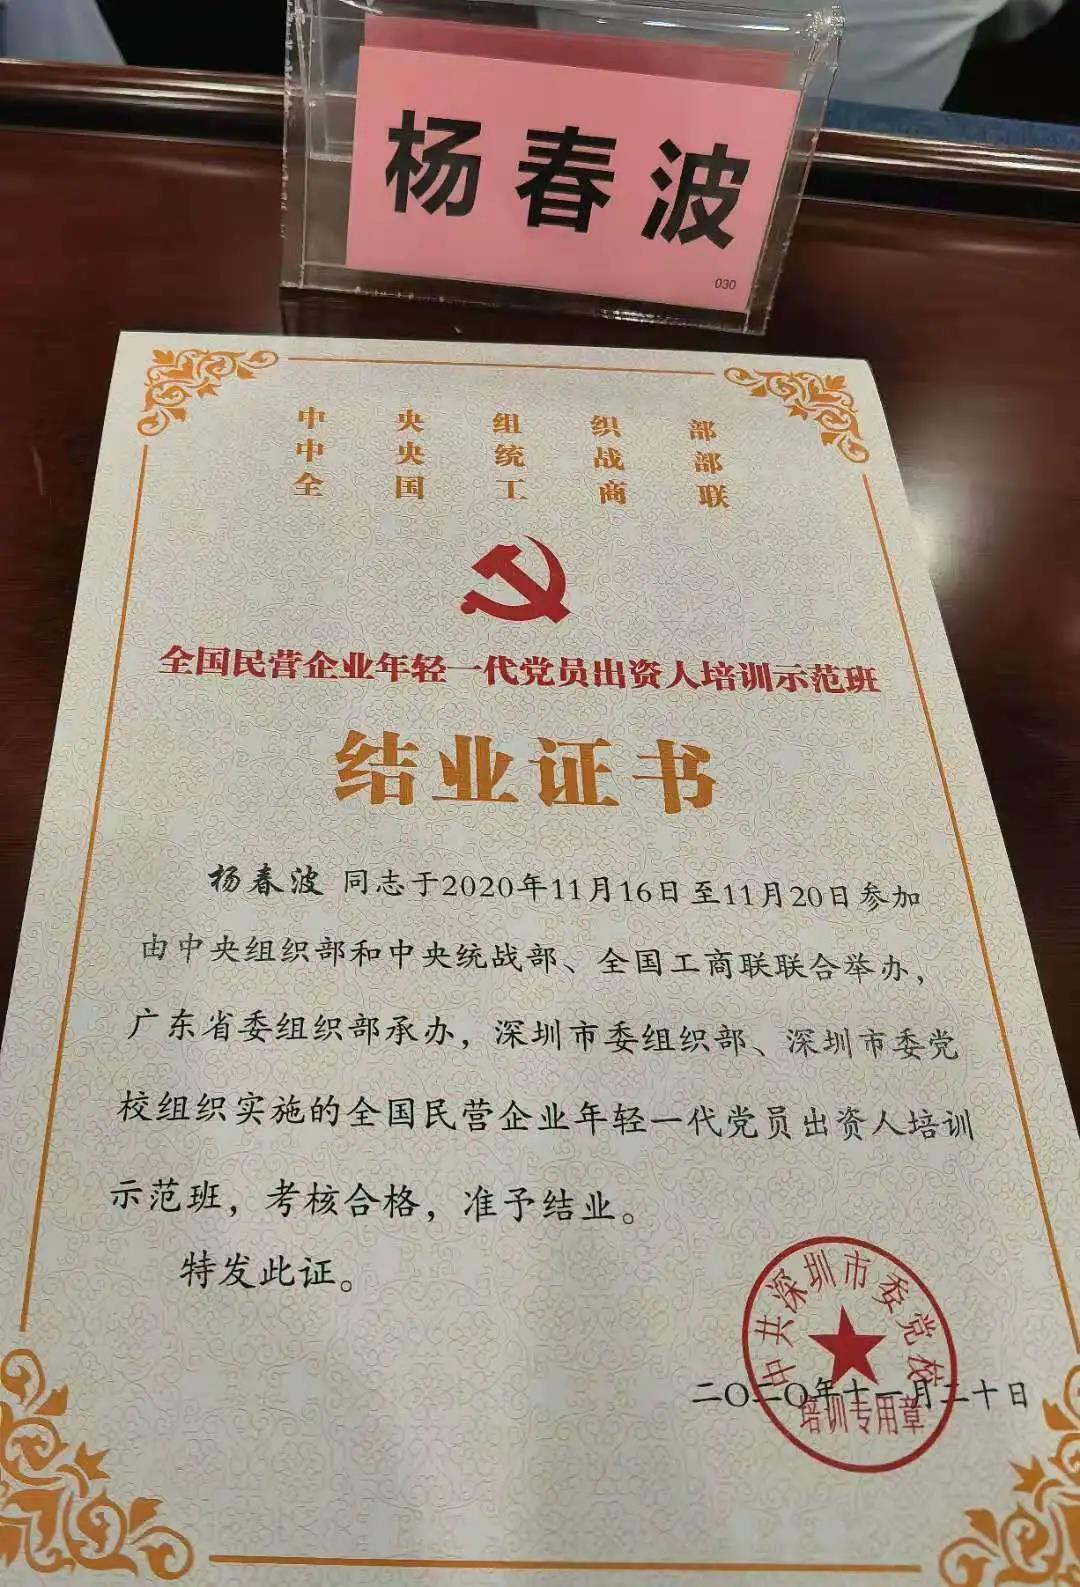 杨春波
030
中央组织部
中央统战部
全国工商联
全国民营企业年轻一代党员出资人培训示范班
结业证书
杨春波 同志于2020年11月16日至11月20日参加
由中央组织部和中央统战部、全国工商联联合举办，
广东省委组织部承办，深圳市委组织部、深圳市委党
校组织实施的全国民营企业年轻一代党员出资人培训
示范班，考核合格，准予结业。
特发此证。
中共深圳市委党校
二〇二〇年十一月二十日
培训专用章